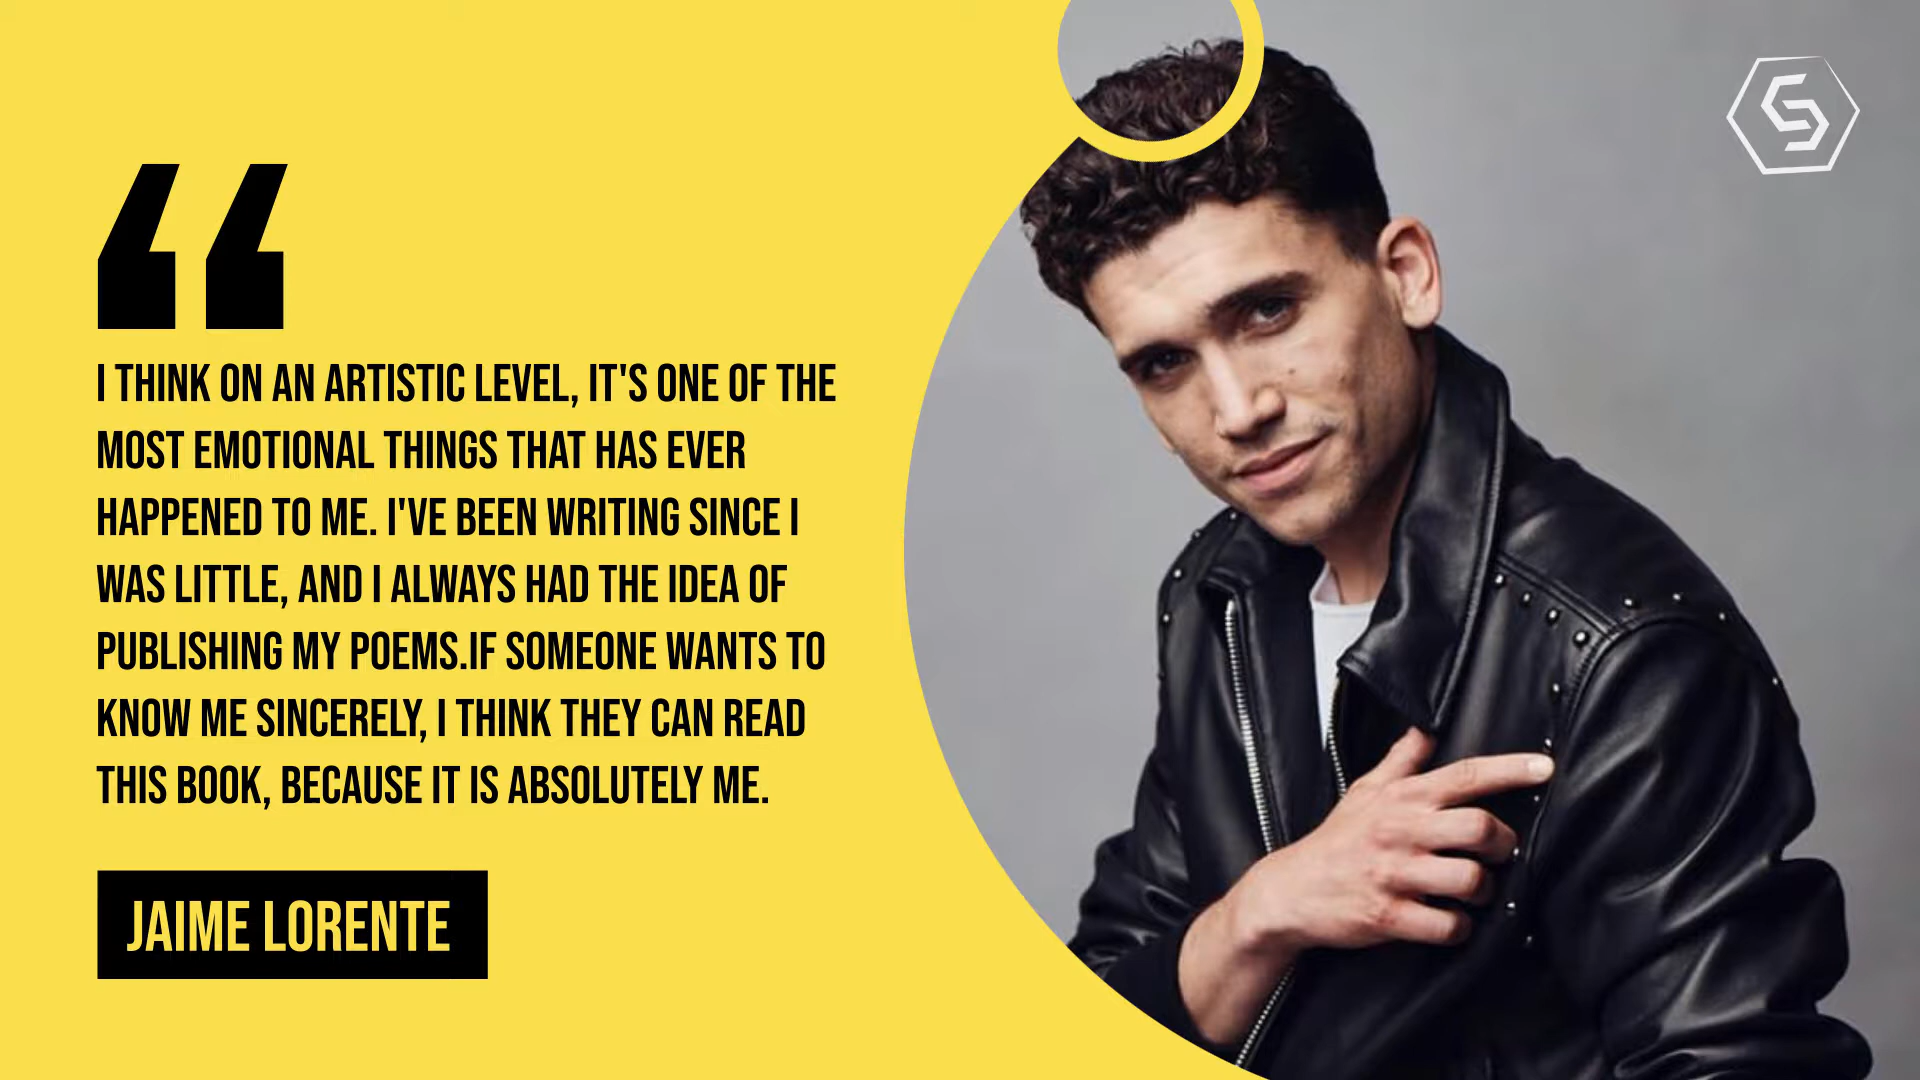 “
I THINK ON AN ARTISTIC LEVEL, IT'S ONE OF THE
MOST EMOTIONAL THINGS THAT HAS EVER
HAPPENED TO ME. I'VE BEEN WRITING SINCE I
WAS LITTLE, AND I ALWAYS HAD THE IDEA OF
PUBLISHING MY POEMS.IF SOMEONE WANTS TO
KNOW ME SINCERELY, I THINK THEY CAN READ
THIS BOOK, BECAUSE IT IS ABSOLUTELY ME.
JAIME LORENTE